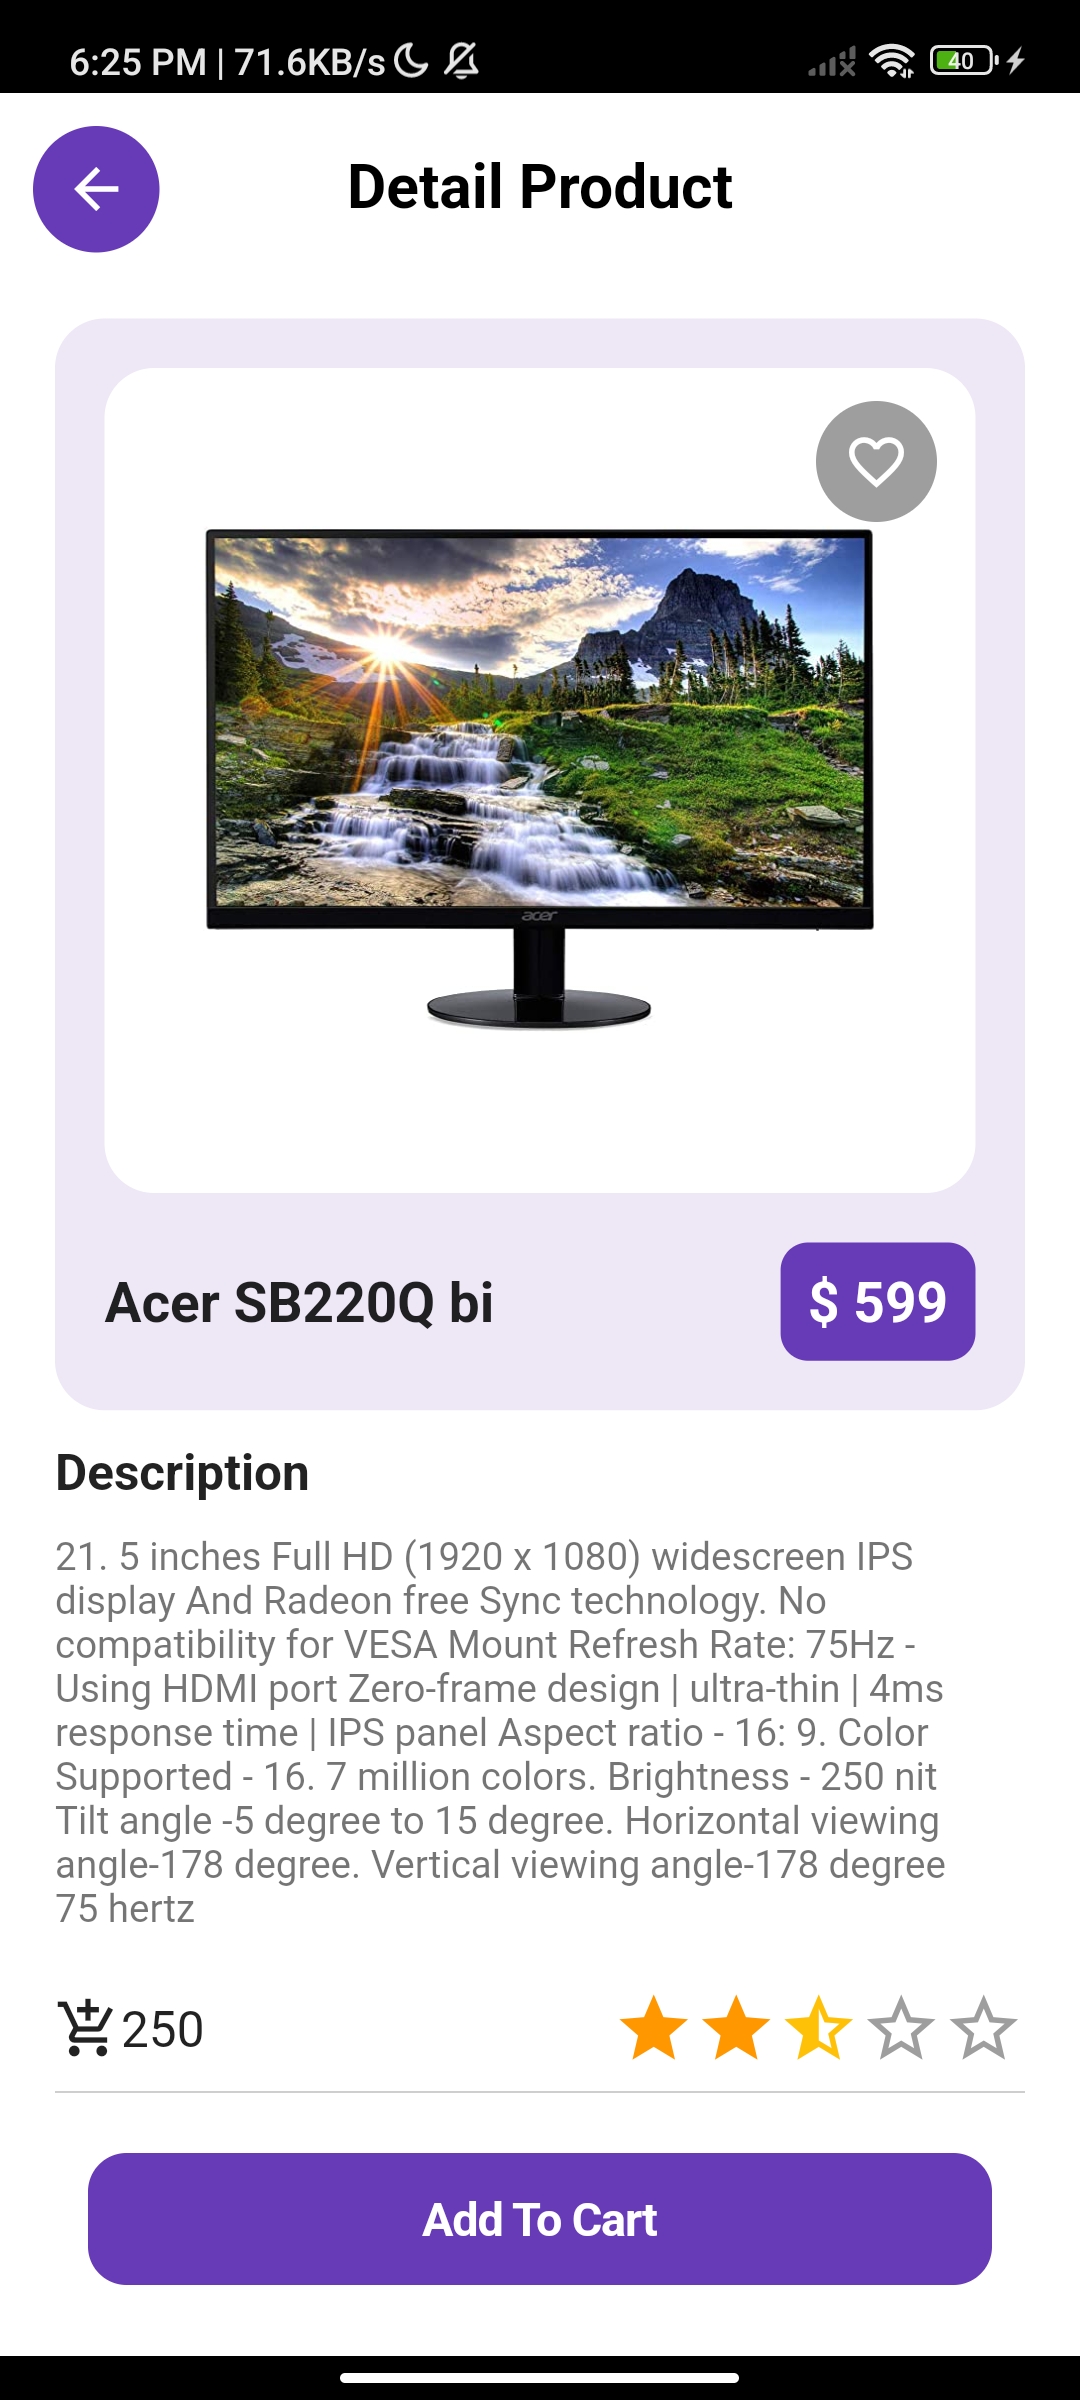 6:25 PM | 71.6KB/s
40
Detail Product
acer
Acer SB220Q bi
$ 599
Description
21. 5 inches Full HD (1920 x 1080) widescreen IPS
display And Radeon free Sync technology. No
compatibility for VESA Mount Refresh Rate: 75Hz -
Using HDMI port Zero-frame design | ultra-thin | 4ms
response time | IPS panel Aspect ratio - 16: 9. Color
Supported - 16. 7 million colors. Brightness - 250 nit
Tilt angle -5 degree to 15 degree. Horizontal viewing
angle-178 degree. Vertical viewing angle-178 degree
75 hertz
250
Add To Cart